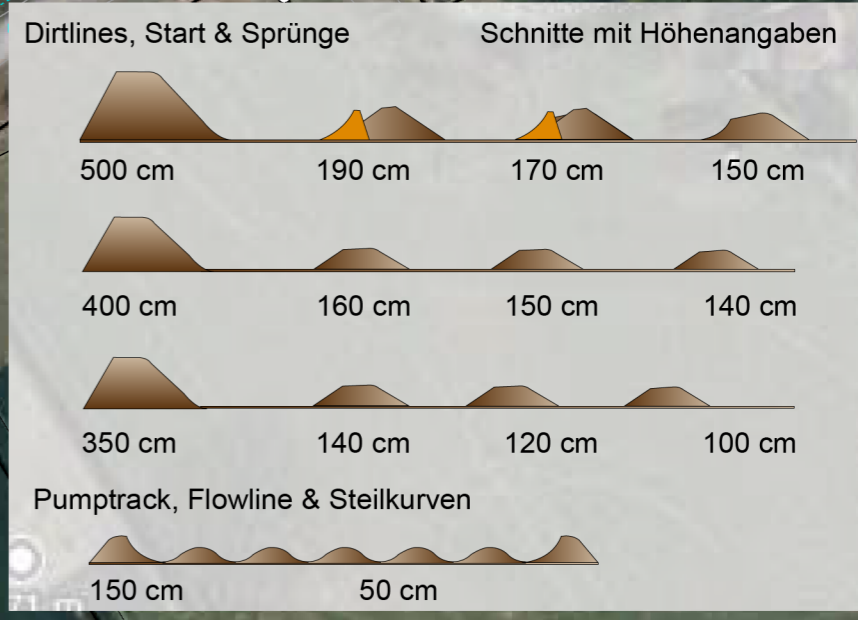 Dirtlines, Start & Sprünge Schnitte mit Höhenangaben
500 cm 190 cm 170 cm 150 cm
400 cm 160 cm 150 cm 140 cm
350 cm 140 cm 120 cm 100 cm
Pumptrack, Flowline & Steilkurven
150 cm 50 cm